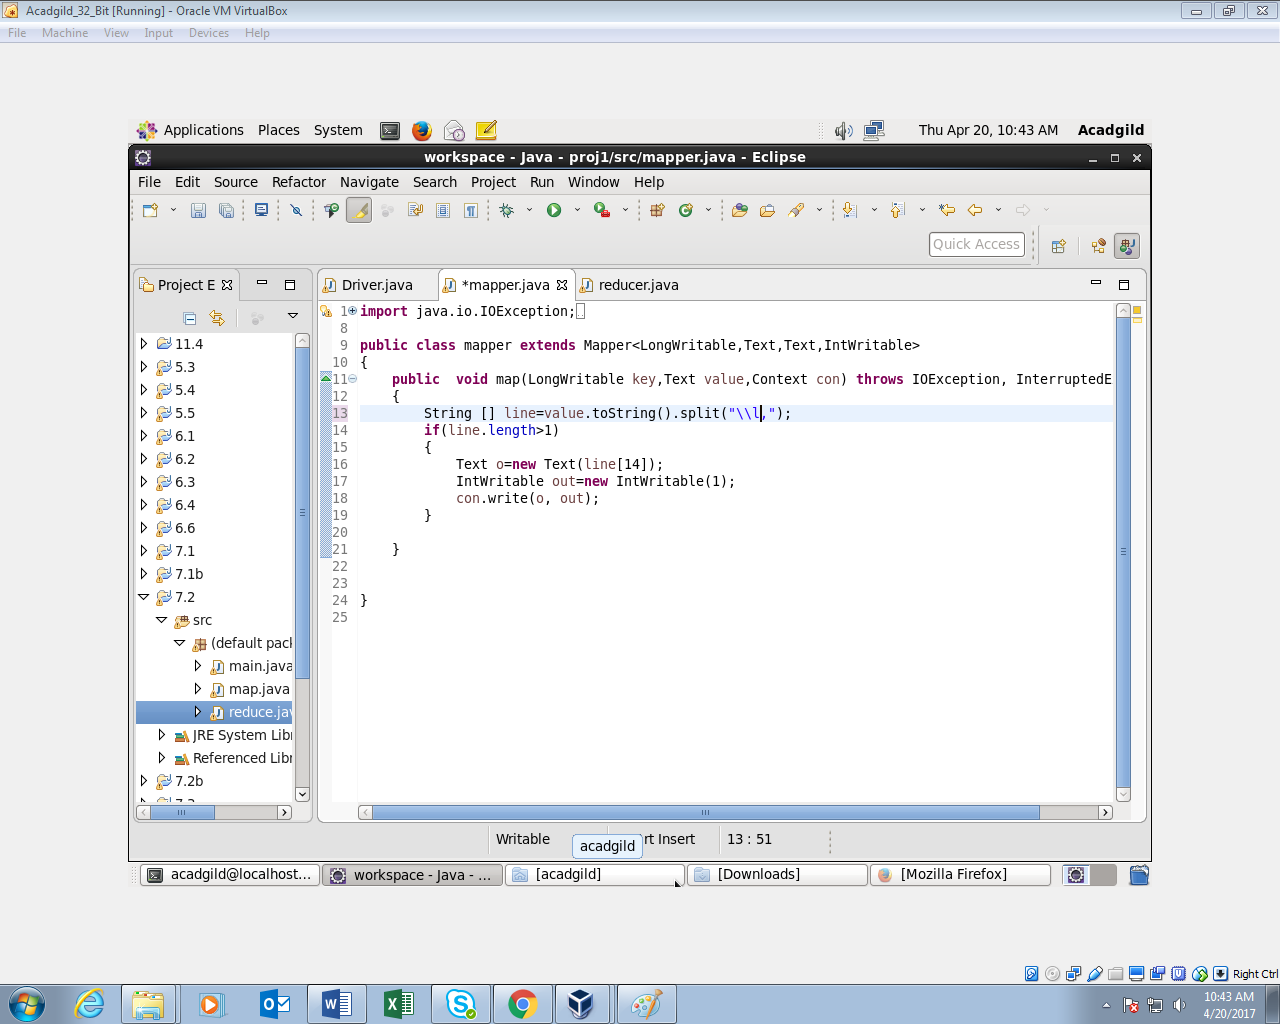 Acadgild_32_Bit [Running] - Oracle VM VirtualBox
File Machine View Input Devices Help
Applications Places System Thu Apr 20, 10:43 AM Acadgild
workspace - Java - proj1/src/mapper.java - Eclipse
File Edit Source Refactor Navigate Search Project Run Window Help
Quick Access
Project E
Driver.java *mapper.java reducer.java
11.4
5.3
5.4
5.5
6.1
6.2
6.3
6.4
6.6
7.1
7.1b
7.2
src
(default pack
main.java
map.java
reduce.jav
JRE System Libr
Referenced Libr
7.2b
1 import java.io.IOException;
8
9 public class mapper extends Mapper<LongWritable,Text,Text,IntWritable>
10 {
11 public  void map(LongWritable key,Text value,Context con) throws IOException, InterruptedE
12 {
13 String [] line=value.toString().split("\\l,");
14 if(line.length>1)
15 {
16 Text o=new Text(line[14]);
17 IntWritable out=new IntWritable(1);
18 con.write(o, out);
19 }
20
21 }
22
23
24 }
25
Writable rt Insert 13 : 51
acadgild
acadgild@localhost... workspace - Java - ... [acadgild] [Downloads] [Mozilla Firefox]
Right Ctrl
10:43 AM
4/20/2017